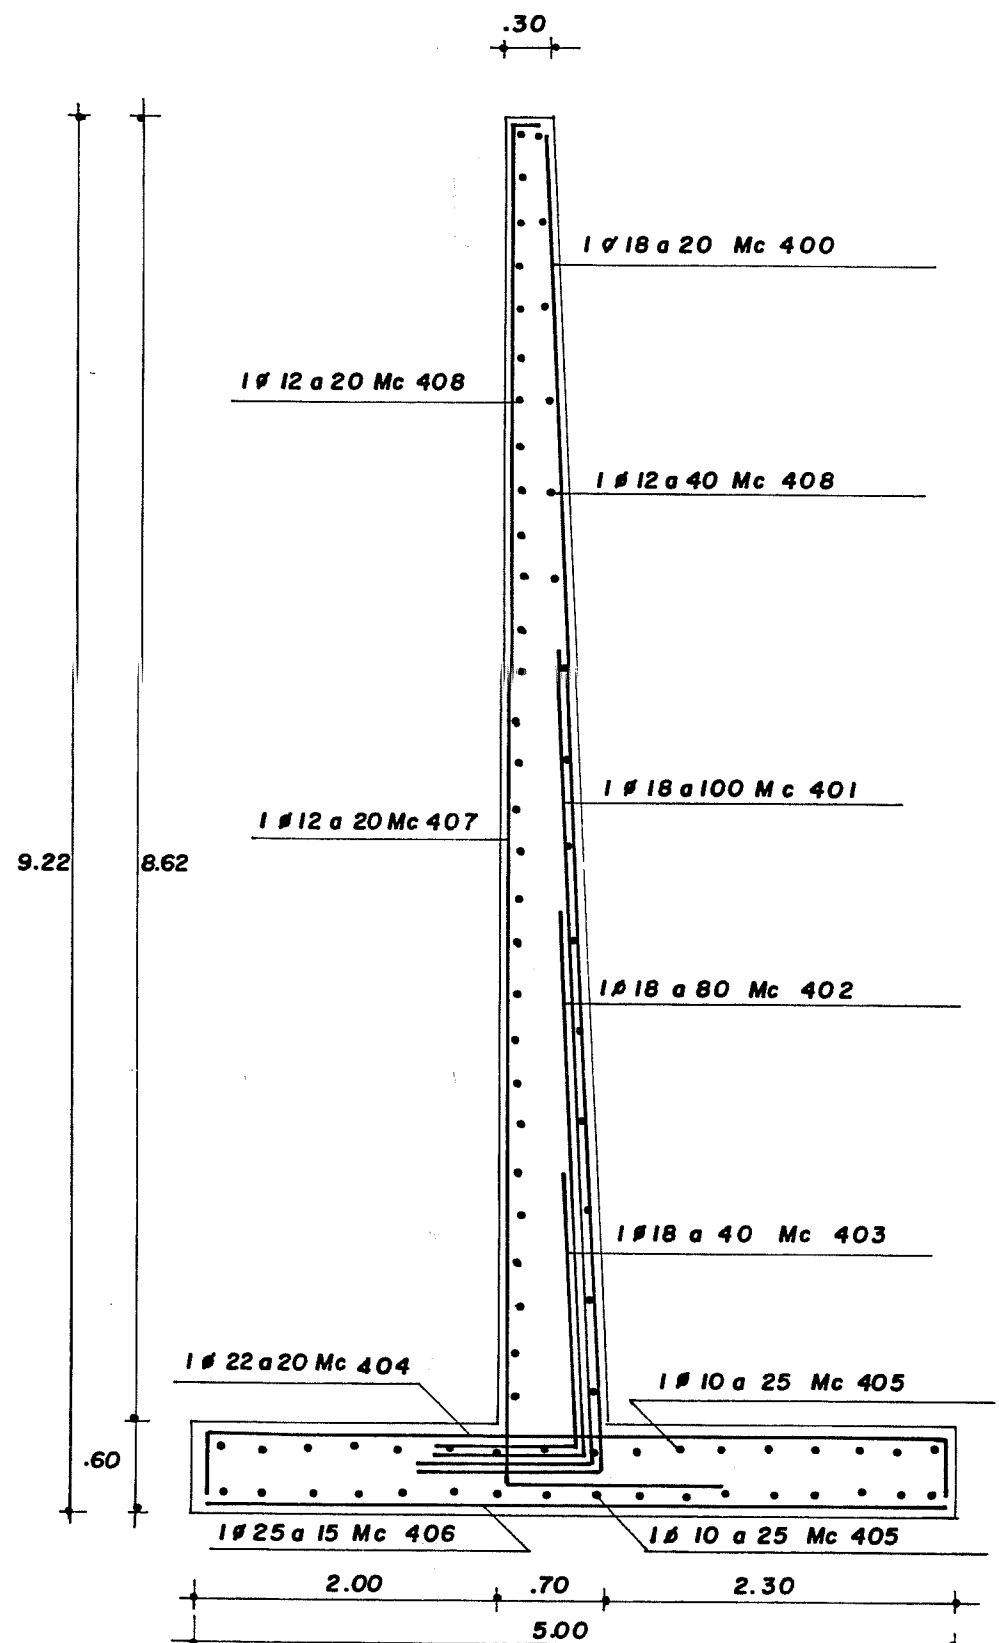 .30
1 ø 18 a 20 Mc 400
1 ø 12 a 20 Mc 408
1 ø 12 a 40 Mc 408
1 ø 18 a 100 Mc 401
1 ø 12 a 20 Mc 407
9.22
8.62
1 ø 18 a 80 Mc 402
1 ø 18 a 40 Mc 403
1 ø 22 a 20 Mc 404
1 ø 10 a 25 Mc 405
.60
1 ø 25 a 15 Mc 406
1 ø 10 a 25 Mc 405
2.00
.70
2.30
5.00